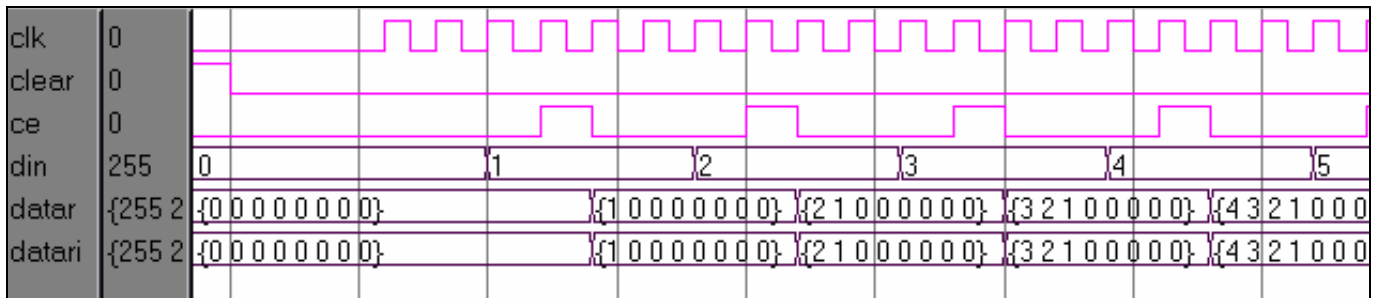 clk 0
clear 0
ce 0
din 255 0 1 2 3 4 5
datar {255 2 {0 0 0 0 0 0 0 0} {1 0 0 0 0 0 0 0} {2 1 0 0 0 0 0 0} {3 2 1 0 0 0 0 0} {4 3 2 1 0 0 0
datari {255 2 {0 0 0 0 0 0 0 0} {1 0 0 0 0 0 0 0} {2 1 0 0 0 0 0 0} {3 2 1 0 0 0 0 0} {4 3 2 1 0 0 0